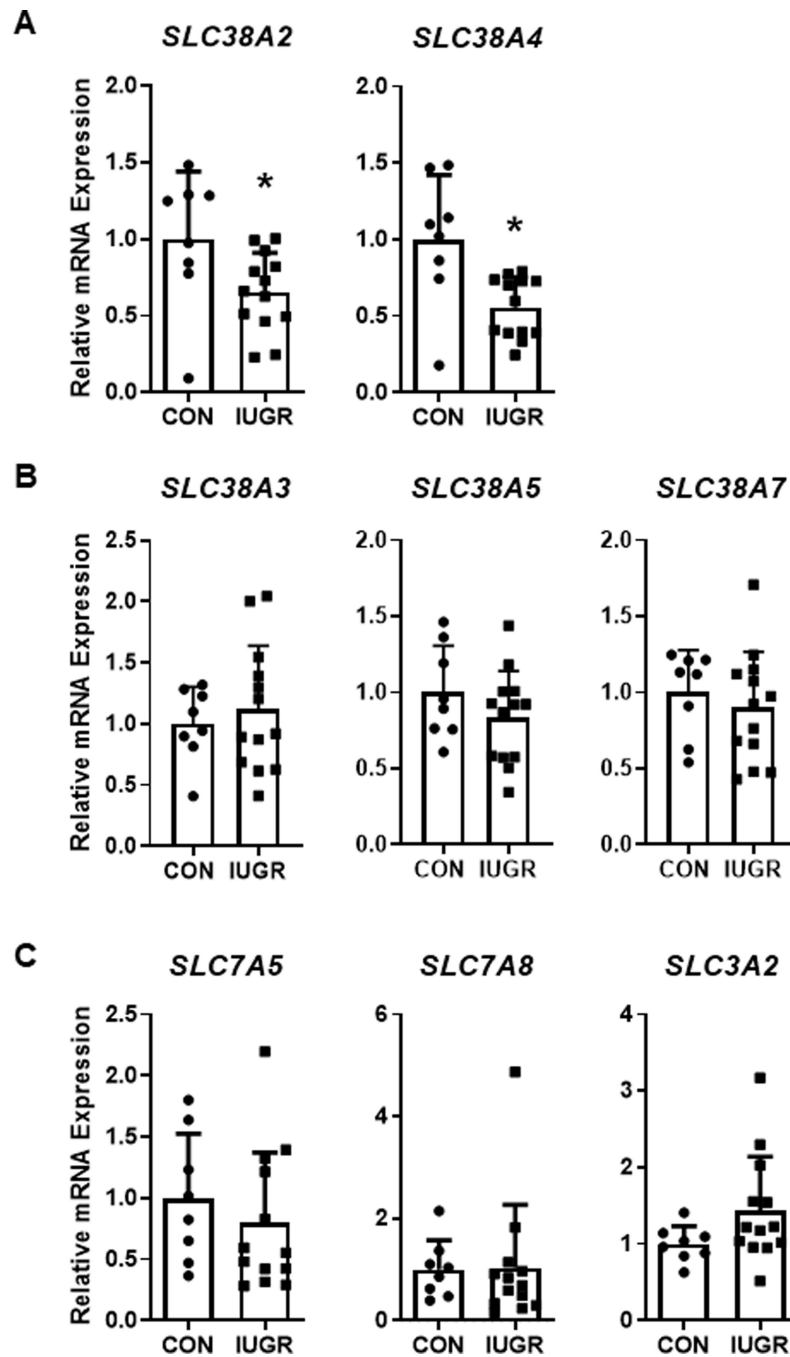 A
SLC38A2 SLC38A4
Relative mRNA Expression
2.0 2.0
1.5 1.5
* *
1.0 1.0
0.5 0.5
0.0 0.0
CON IUGR CON IUGR
B
SLC38A3 SLC38A5 SLC38A7
Relative mRNA Expression
2.5 2.0 2.0
2.0 1.5 1.5
1.5 1.0 1.0
1.0 0.5 0.5
0.5 0.0 0.0
0.0
CON IUGR CON IUGR CON IUGR
C
SLC7A5 SLC7A8 SLC3A2
Relative mRNA Expression
2.5 6 4
2.0 4 3
1.5 2 2
1.0 0 1
0.5 0
0.0
CON IUGR CON IUGR CON IUGR